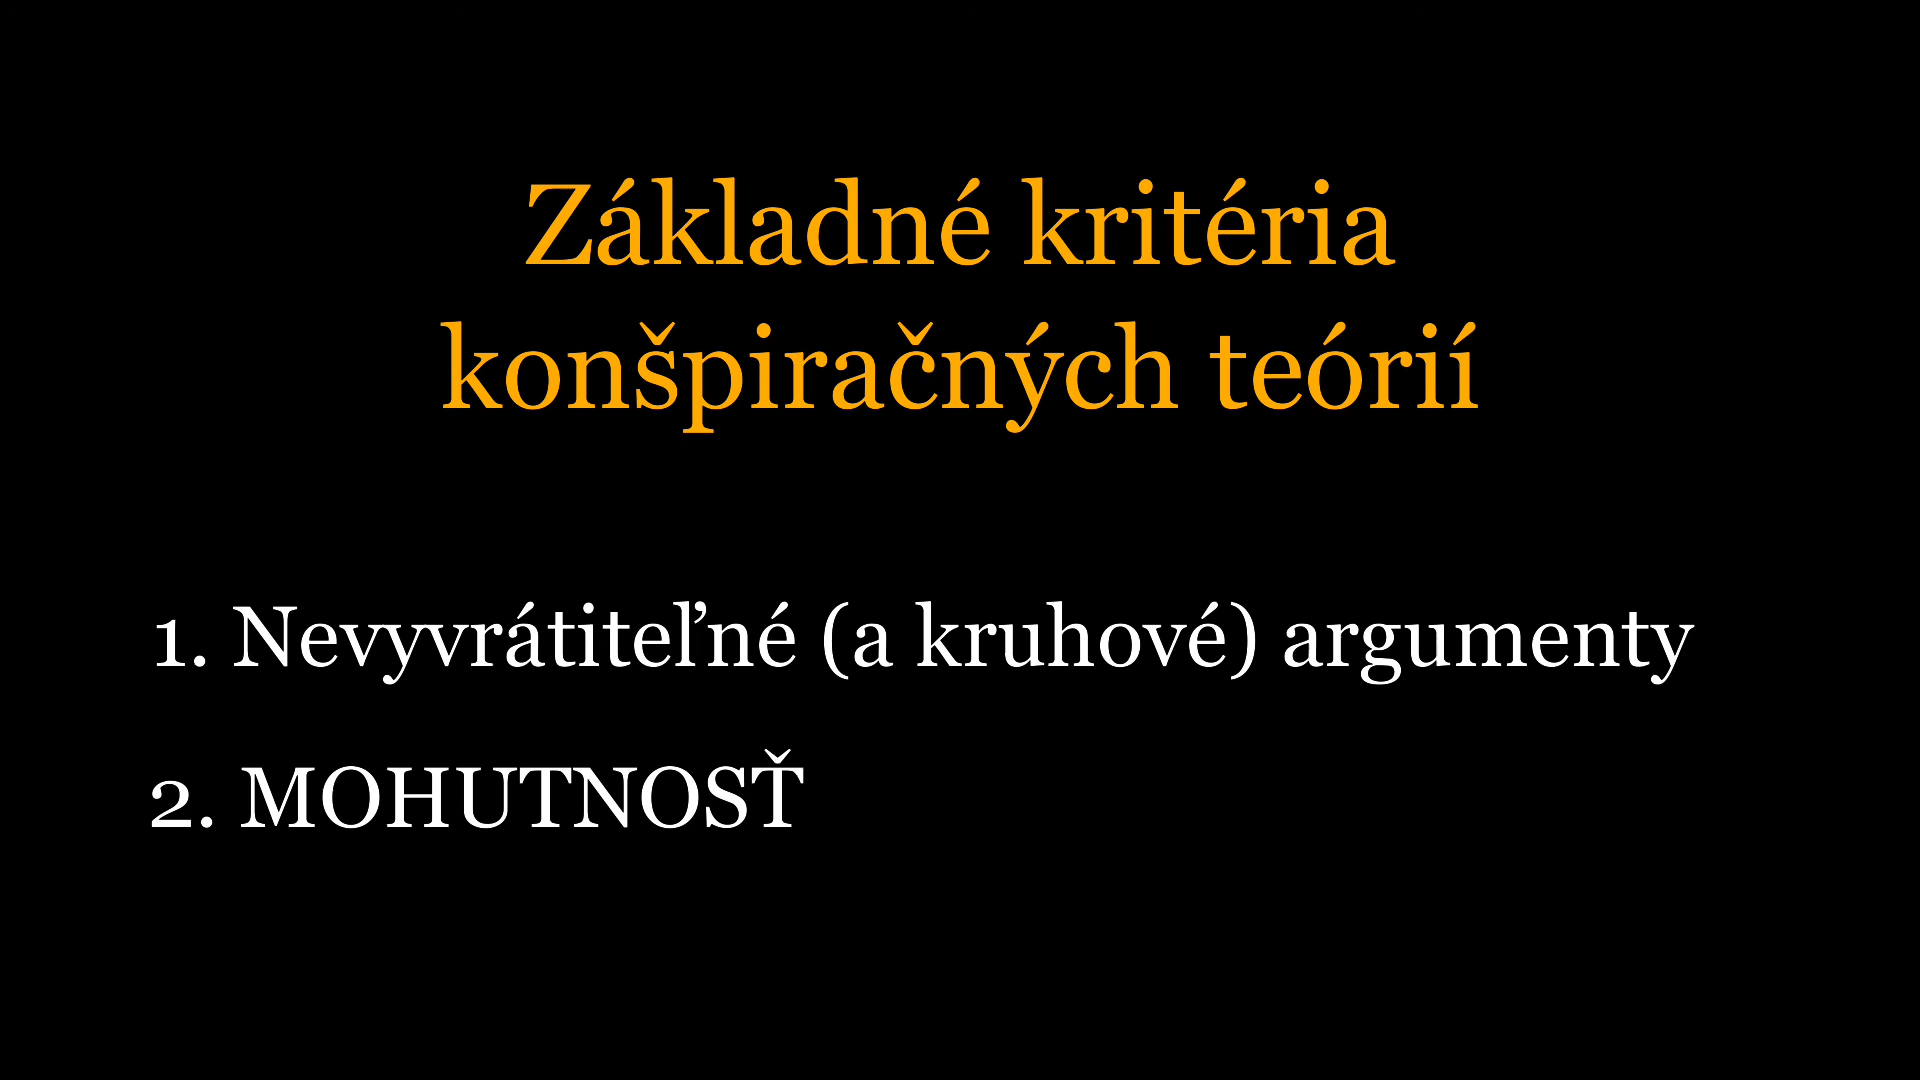 Základné kritéria
konšpiračných teórií
1. Nevyvrátiteľné (a kruhové) argumenty
2. MOHUTNOSŤ